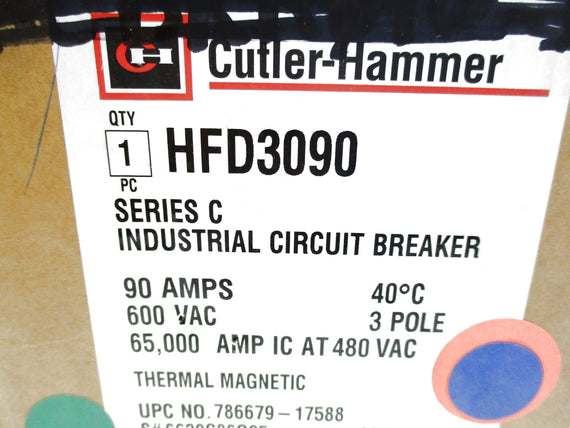 CH
Cutler-Hammer
QTY
1 HFD3090
PC
SERIES C
INDUSTRIAL CIRCUIT BREAKER
90 AMPS 40°C
600 VAC 3 POLE
65,000 AMP IC AT 480 VAC
THERMAL MAGNETIC
UPC NO. 786679-17588